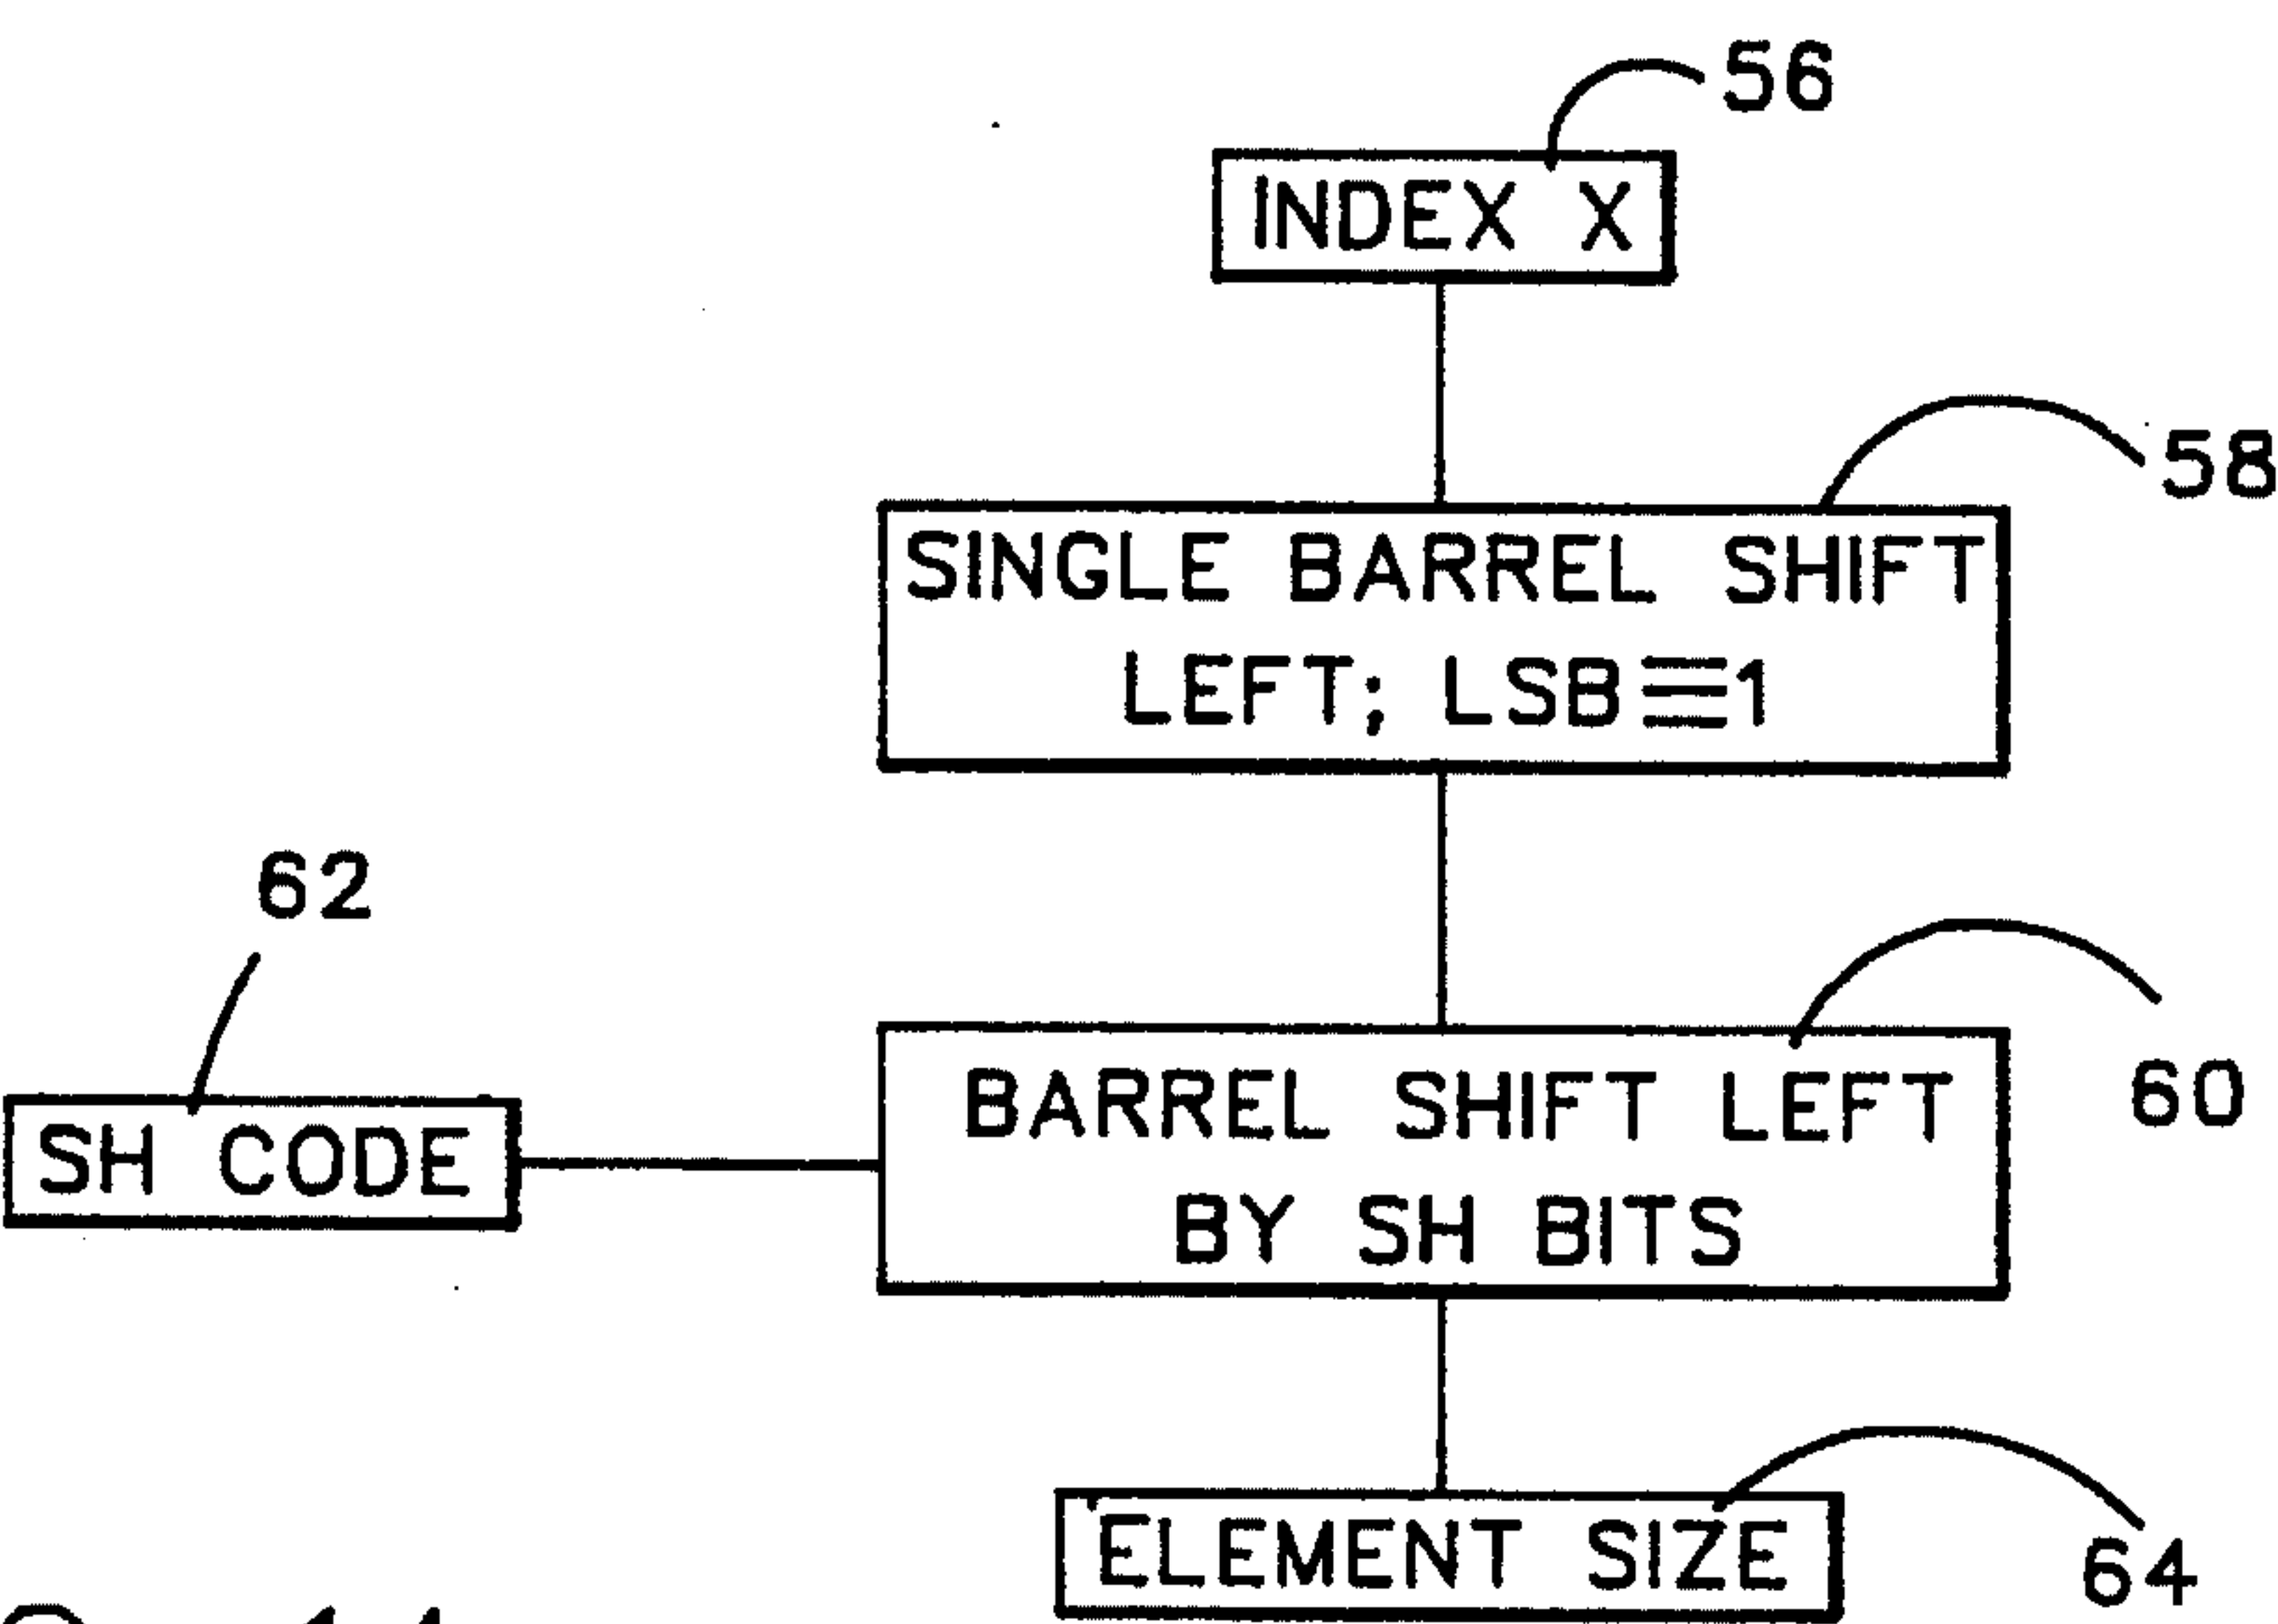 56
INDEX X
58
SINGLE BARREL SHIFT
LEFT; LSB≡1
62
60
SH CODE
BARREL SHIFT LEFT
BY SH BITS
64
ELEMENT SIZE